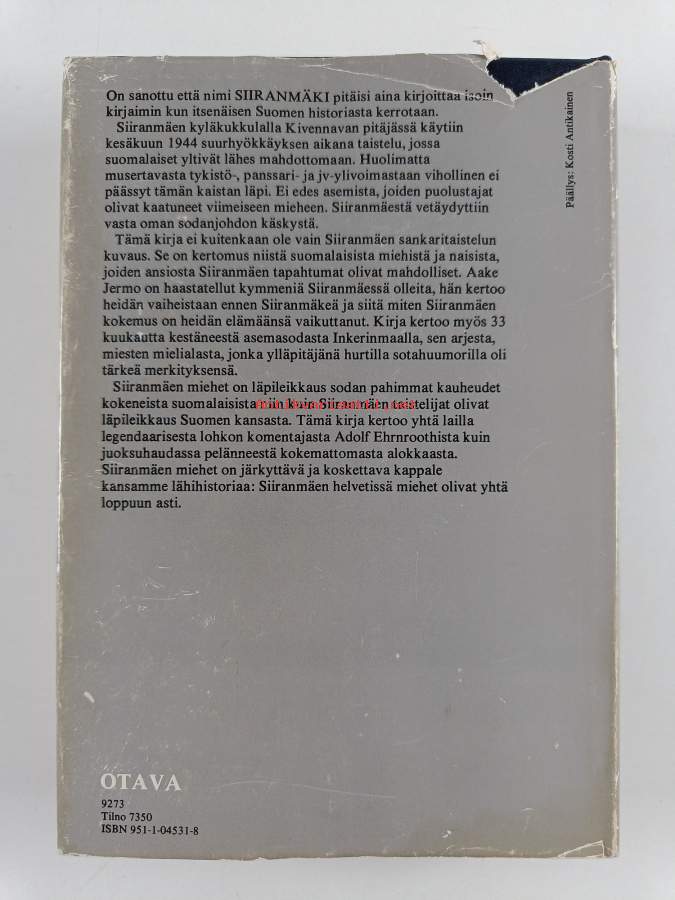 On sanottu että nimi SIIRANMÄKI pitäisi aina kirjoittaa isoin
kirjaimin kun itsenäisen Suomen historiasta kerrotaan.
Siiranmäen kyläkukkulalla Kivennavan pitäjässä käytiin
kesäkuun 1944 suurhyökkäyksen aikana taistelu, jossa
suomalaiset yltivät lähes mahdottomaan. Huolimatta
musertavasta tykistö-, panssari- ja jv-ylivoimastaan vihollinen ei
päässyt tämän kaistan läpi. Ei edes asemista, joiden puolustajat
olivat kaatuneet viimeiseen mieheen. Siiranmäestä vetäydyttiin
vasta oman sodanjohdon käskystä.
Tämä kirja ei kuitenkaan ole vain Siiranmäen sankaritaistelun
kuvaus. Se on kertomus niistä suomalaisista miehistä ja naisista,
joiden ansiosta Siiranmäen tapahtumat olivat mahdolliset. Aake
Jermo on haastatellut kymmeniä Siiranmäessä olleita, hän kertoo
heidän vaiheistaan ennen Siiranmäkeä ja siitä miten Siiranmäen
kokemus on heidän elämäänsä vaikuttanut. Kirja kertoo myös 33
kuukautta kestäneestä asemasodasta Inkerinmaalla, sen arjesta,
miesten mielialasta, jonka ylläpitäjänä hurtilla sotahuumorilla oli
tärkeä merkityksensä.
Siiranmäen miehet on läpileikkaus sodan pahimmat kauheudet
kokeneista suomalaisista niin kuin Siiranmäen taistelijat olivat
läpileikkaus Suomen kansasta. Tämä kirja kertoo yhtä lailla
legendaarisesta lohkon komentajasta Adolf Ehrnroothista kuin
juoksuhaudassa pelänneestä kokemattomasta alokkaasta.
Siiranmäen miehet on järkyttävä ja koskettava kappale
kansamme lähihistoriaa: Siiranmäen helvetissä miehet olivat yhtä
loppuun asti.
Päällys: Kosti Antikainen
OTAVA
9273
Tilno 7350
ISBN 951-1-04531-8